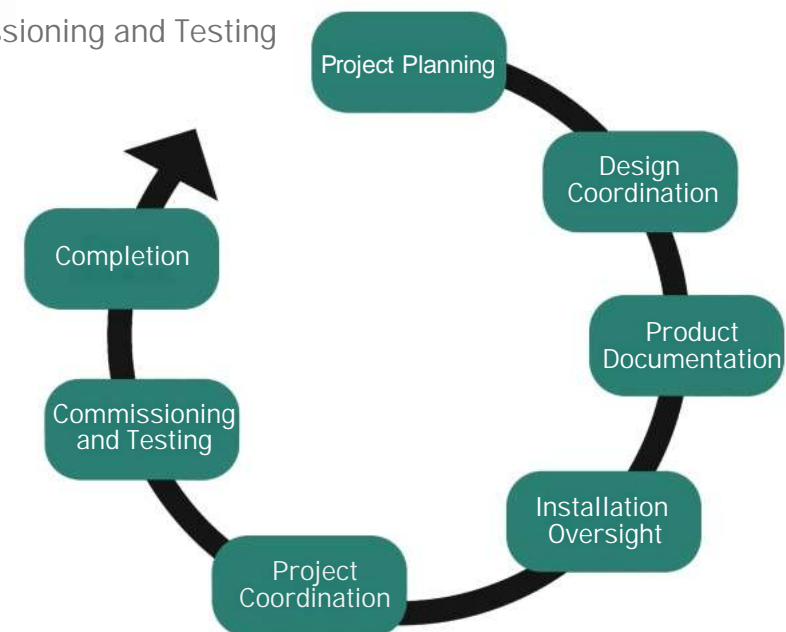 ssioning and Testing
Project Planning
Design
Coordination
Product
Documentation
Installation
Oversight
Project
Coordination
Commissioning
and Testing
Completion